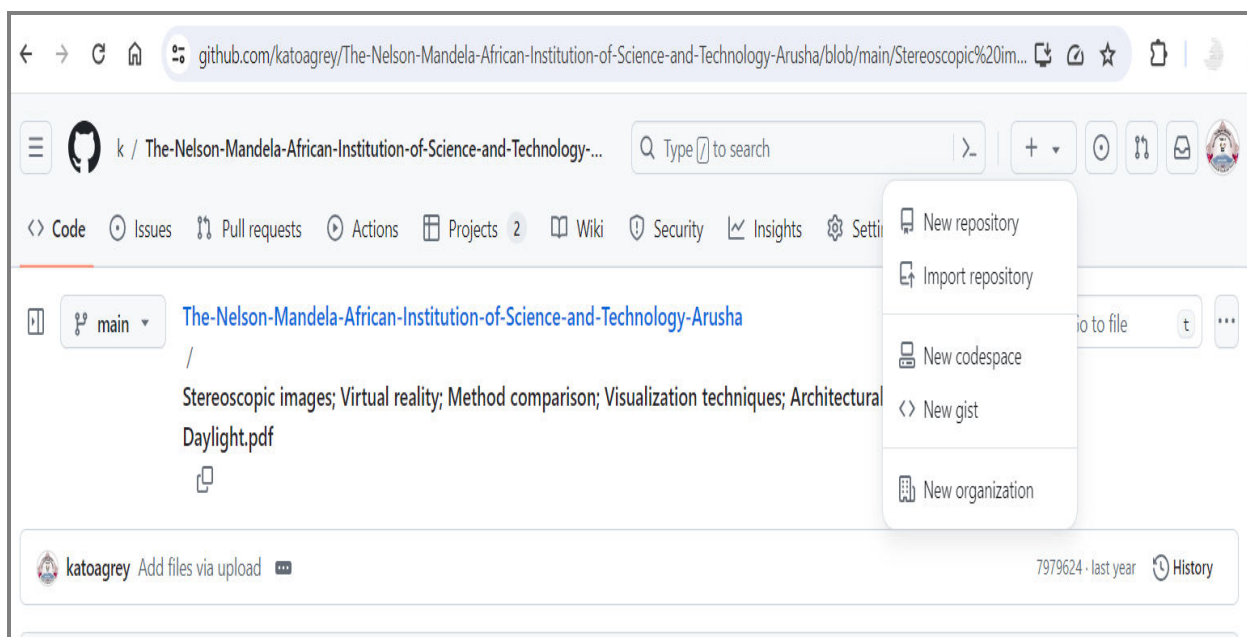 github.com/katoagrey/The-Nelson-Mandela-African-Institution-of-Science-and-Technology-Arusha/blob/main/Stereoscopic%20im...
k / The-Nelson-Mandela-African-Institution-of-Science-and-Technology-...
Type / to search
Code Issues Pull requests Actions Projects 2 Wiki Security Insights Settin
New repository
Import repository
New codespace
New gist
New organization
main
The-Nelson-Mandela-African-Institution-of-Science-and-Technology-Arusha
/
Stereoscopic images; Virtual reality; Method comparison; Visualization techniques; Architectural
Daylight.pdf
to to file t
katoagrey Add files via upload
7979624 · last year History